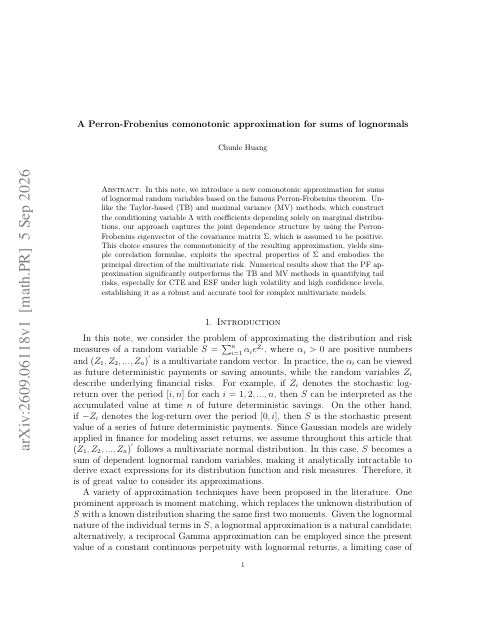 A Perron-Frobenius comonotonic approximation for sums of lognormals
Chunle Huang
Abstract. In this note, we introduce a new comonotonic approximation for sums
of lognormal random variables based on the famous Perron-Frobenius theorem. Un-
like the Taylor-based (TB) and maximal variance (MV) methods, which construct
the conditioning variable Λ with coefficients depending solely on marginal distribu-
tions, our approach captures the joint dependence structure by using the Perron-
Frobenius eigenvector of the covariance matrix Σ, which is assumed to be positive.
This choice ensures the comonotonicity of the resulting approximation, yields sim-
ple correlation formulae, exploits the spectral properties of Σ and embodies the
principal direction of the multivariate risk. Numerical results show that the PF ap-
proximation significantly outperforms the TB and MV methods in quantifying tail
risks, especially for CTE and ESF under high volatility and high confidence levels,
establishing it as a robust and accurate tool for complex multivariate models.
1. Introduction
In this note, we consider the problem of approximating the distribution and risk
measures of a random variable S = ∑ⁿᵢ₌₁ αᵢe^{Zᵢ}, where αᵢ > 0 are positive numbers
and (Z₁, Z₂, ..., Zₙ)′ is a multivariate random vector. In practice, the αᵢ can be viewed
as future deterministic payments or saving amounts, while the random variables Zᵢ
describe underlying financial risks. For example, if Zᵢ denotes the stochastic log-
return over the period [i, n] for each i = 1, 2, ..., n, then S can be interpreted as the
accumulated value at time n of future deterministic savings. On the other hand,
if −Zᵢ denotes the log-return over the period [0, i], then S is the stochastic present
value of a series of future deterministic payments. Since Gaussian models are widely
applied in finance for modeling asset returns, we assume throughout this article that
(Z₁, Z₂, ..., Zₙ)′ follows a multivariate normal distribution. In this case, S becomes a
sum of dependent lognormal random variables, making it analytically intractable to
derive exact expressions for its distribution function and risk measures. Therefore, it
is of great value to consider its approximations.
A variety of approximation techniques have been proposed in the literature. One
prominent approach is moment matching, which replaces the unknown distribution of
S with a known distribution sharing the same first two moments. Given the lognormal
nature of the individual terms in S, a lognormal approximation is a natural candidate;
alternatively, a reciprocal Gamma approximation can be employed since the present
value of a constant continuous perpetuity with lognormal returns, a limiting case of
1
arXiv:2609.06118v1 [math.PR] 5 Sep 2026